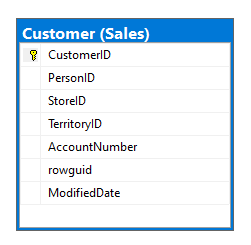 Customer (Sales)
CustomerID
PersonID
StoreID
TerritoryID
AccountNumber
rowguid
ModifiedDate